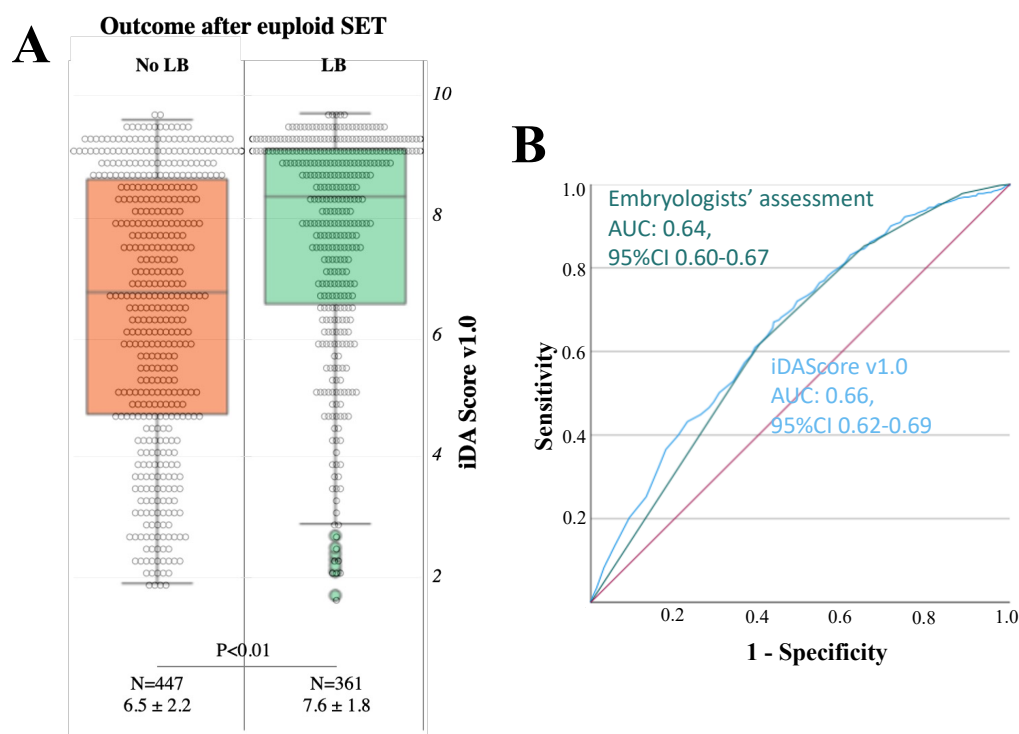 A
Outcome after euploid SET
No LB
LB
10
8
6
4
2
iDA Score v1.0
P<0.01
N=447
6.5 ± 2.2
N=361
7.6 ± 1.8
B
1.0
0.8
0.6
0.4
0.2
Sensitivity
Embryologists’ assessment
AUC: 0.64,
95%CI 0.60-0.67
iDAScore v1.0
AUC: 0.66,
95%CI 0.62-0.69
0.2
0.4
0.6
0.8
1.0
1 - Specificity